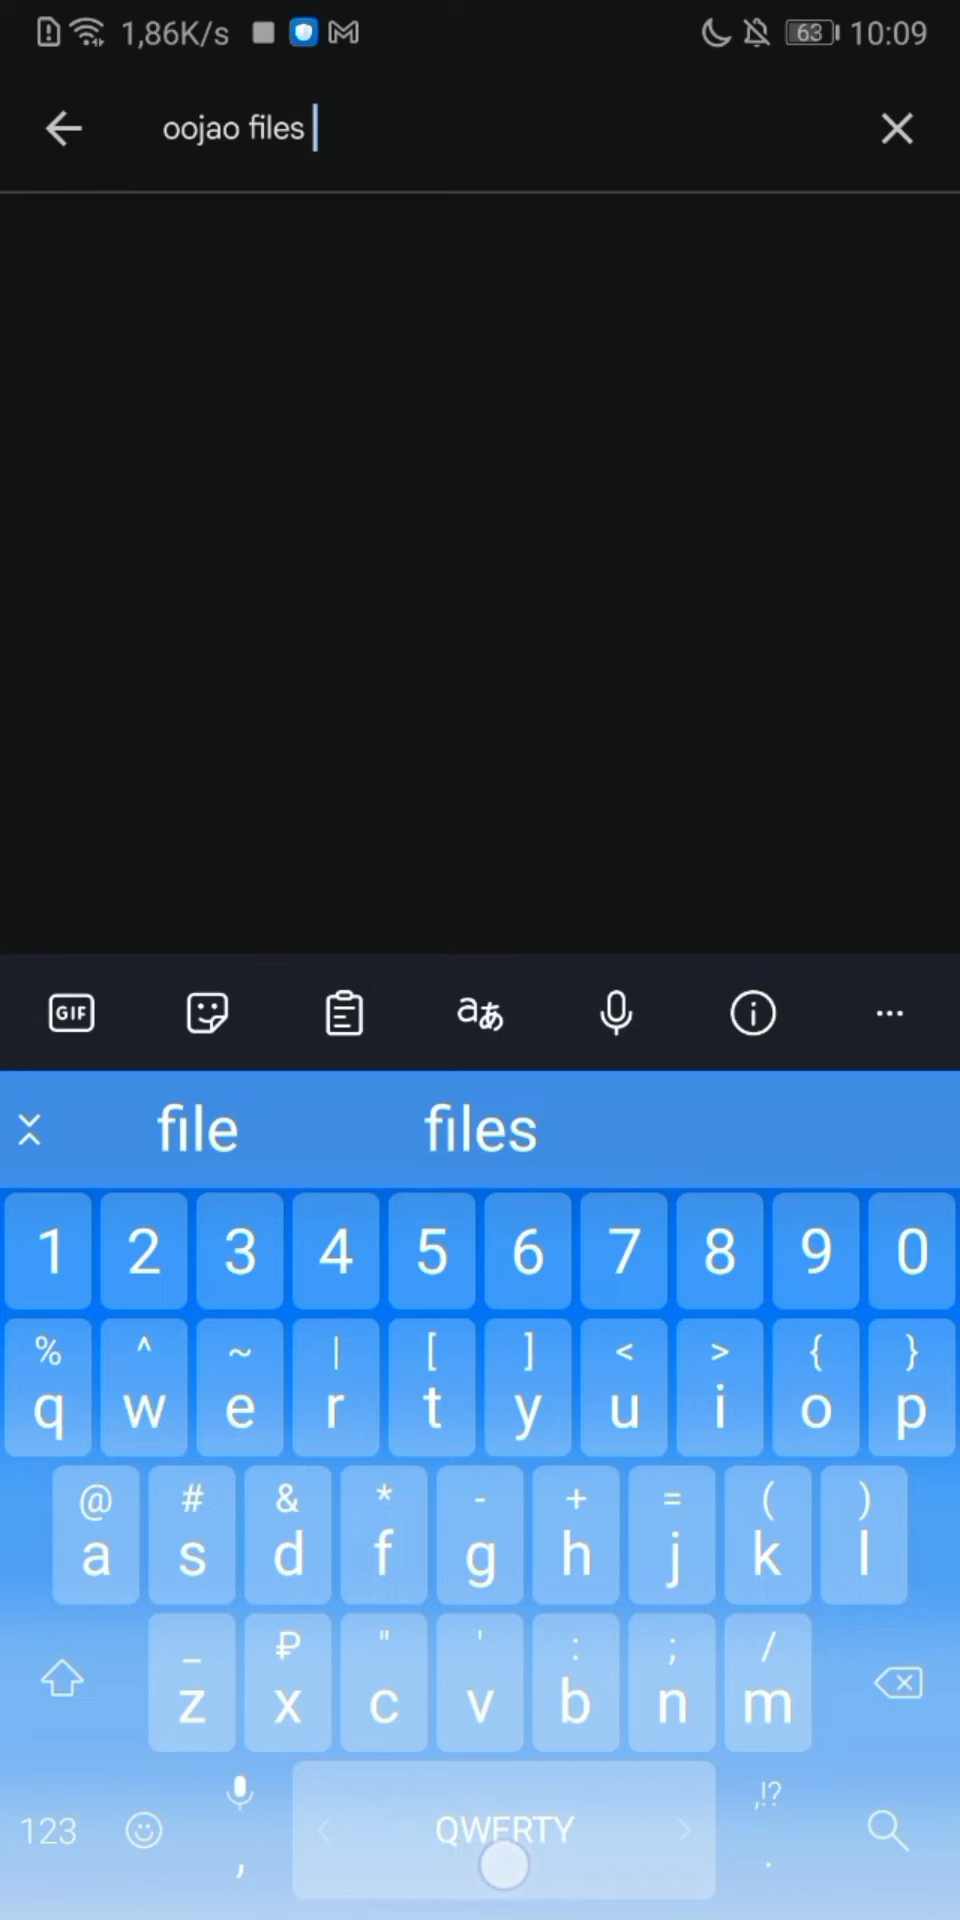 1,86K/s 63 10:09
oojao files
GIF aあ
file files
1 2 3 4 5 6 7 8 9 0
% ^ ~ | [ ] < > { }
q w e r t y u i o p
@ # & * - + = ( )
a s d f g h j k l
_ ₽ " ' : ; /
z x c v b n m
,!?
123 QWERTY
, .